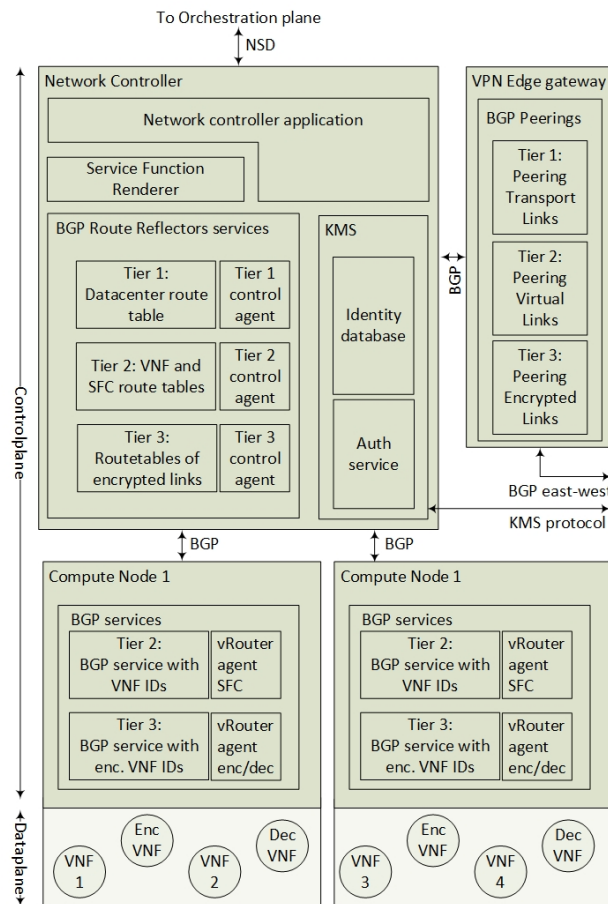 To Orchestration plane
NSD
Network Controller
Network controller application
Service Function
Renderer
BGP Route Reflectors services
Tier 1:
Datacenter route
table
Tier 1
control
agent
Tier 2: VNF and
SFC route tables
Tier 2
control
agent
Tier 3:
Routetables of
encrypted links
Tier 3
control
agent
KMS
Identity
database
Auth
service
BGP
VPN Edge gateway
BGP Peerings
Tier 1:
Peering
Transport
Links
Tier 2:
Peering
Virtual
Links
Tier 3:
Peering
Encrypted
Links
BGP east-west
KMS protocol
Controlplane
BGP
BGP
Compute Node 1
BGP services
Tier 2:
BGP service with
VNF IDs
vRouter
agent
SFC
Tier 3:
BGP service with
enc. VNF IDs
vRouter
agent
enc/dec
Compute Node 1
BGP services
Tier 2:
BGP service with
VNF IDs
vRouter
agent
SFC
Tier 3:
BGP service with
enc. VNF IDs
vRouter
agent
enc/dec
Dataplane
VNF
1
Enc
VNF
VNF
2
Dec
VNF
VNF
3
Enc
VNF
VNF
4
Dec
VNF